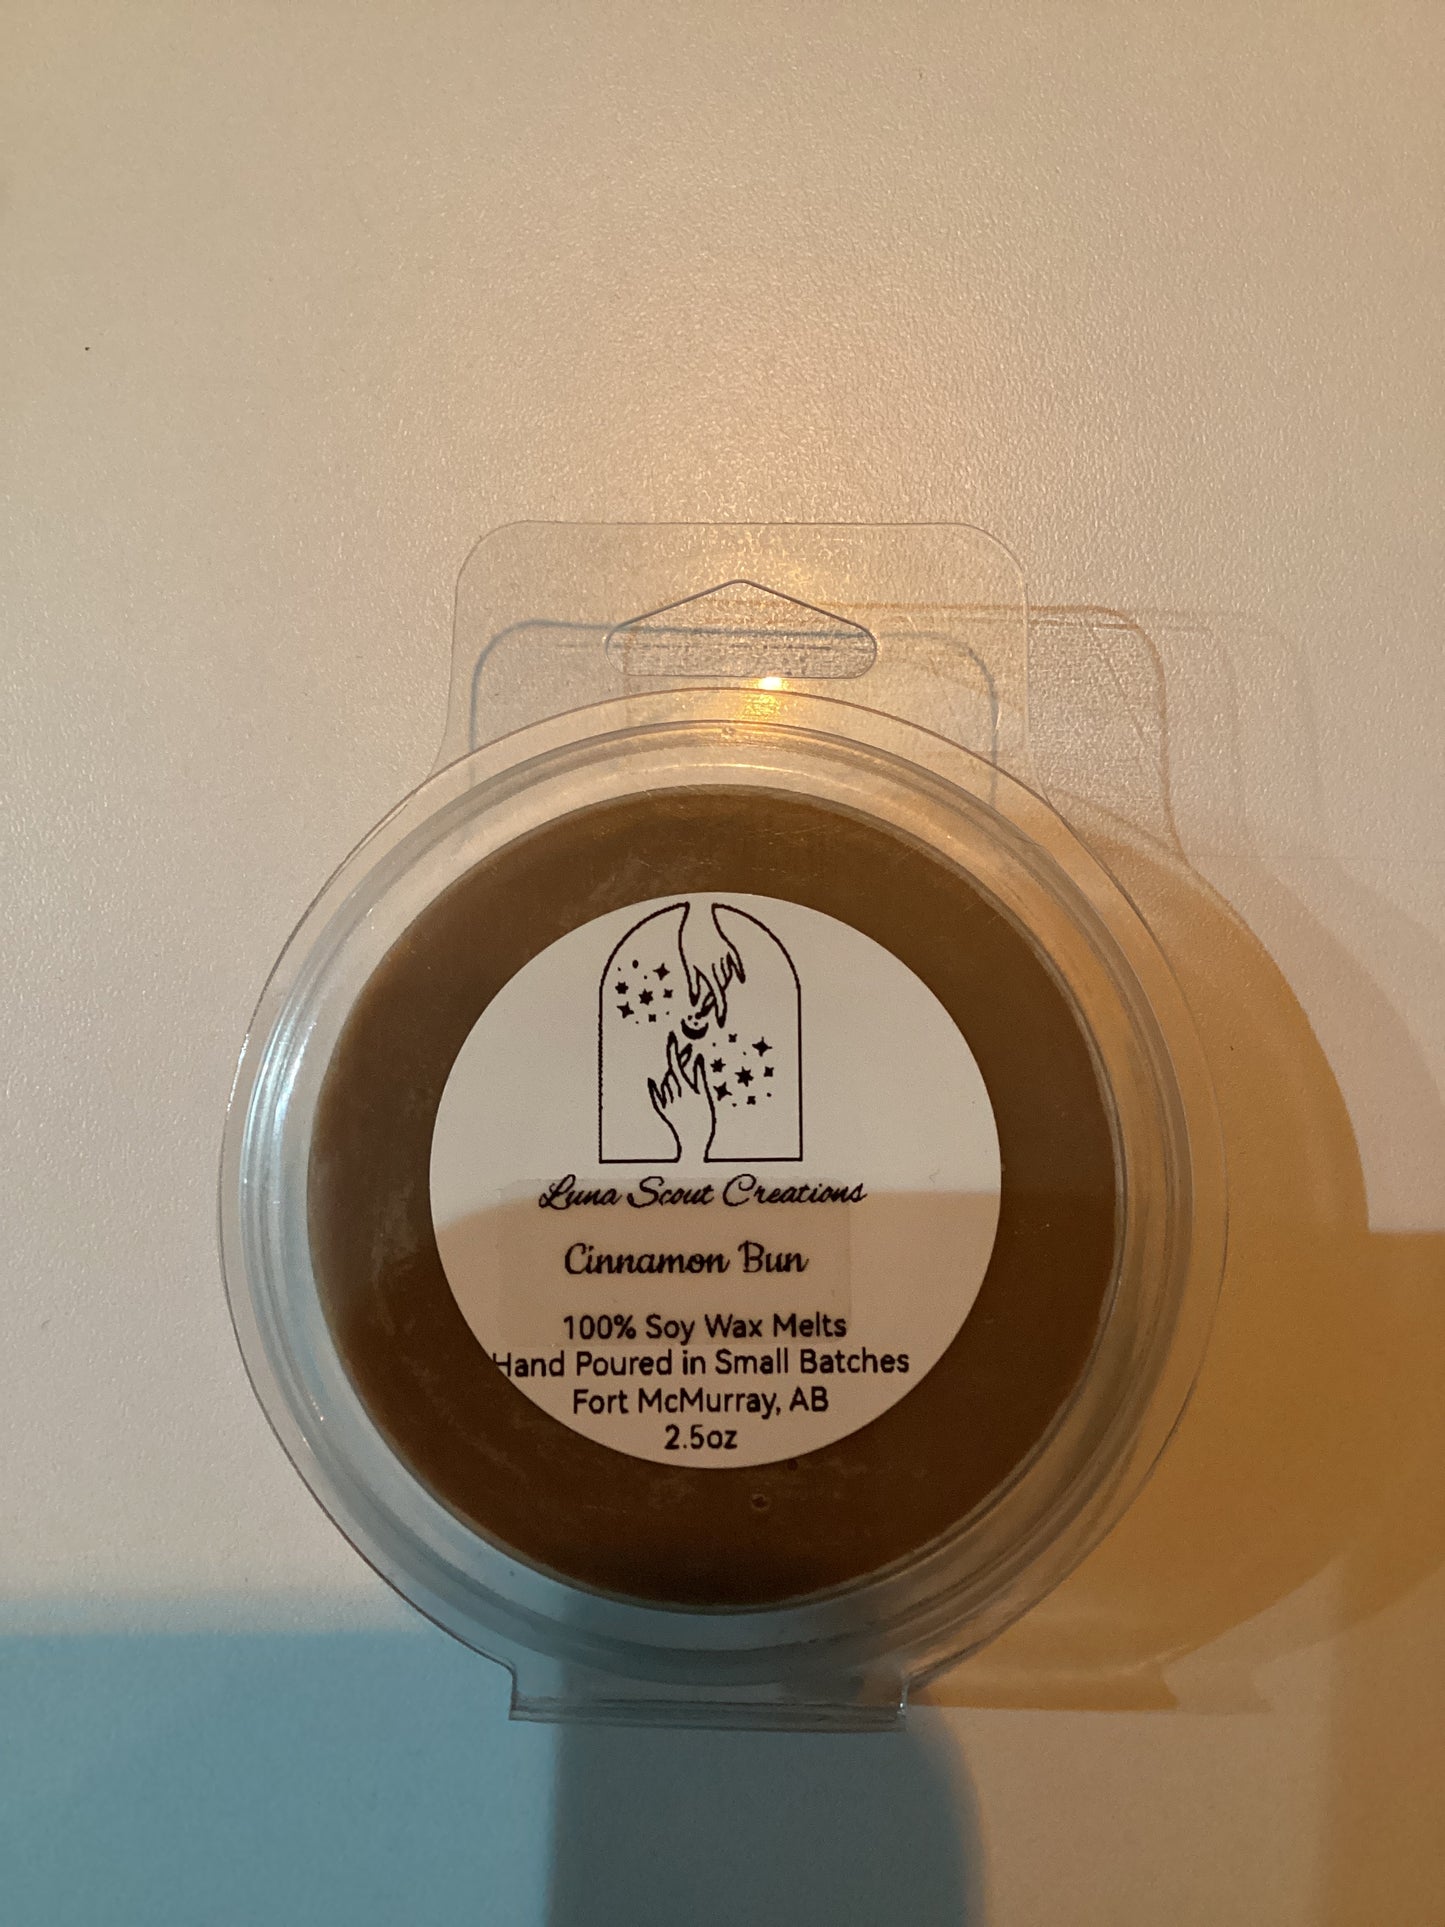 Luna Scout Creations
Cinnamon Bun
100% Soy Wax Melts
Hand Poured in Small Batches
Fort McMurray, AB
2.5oz